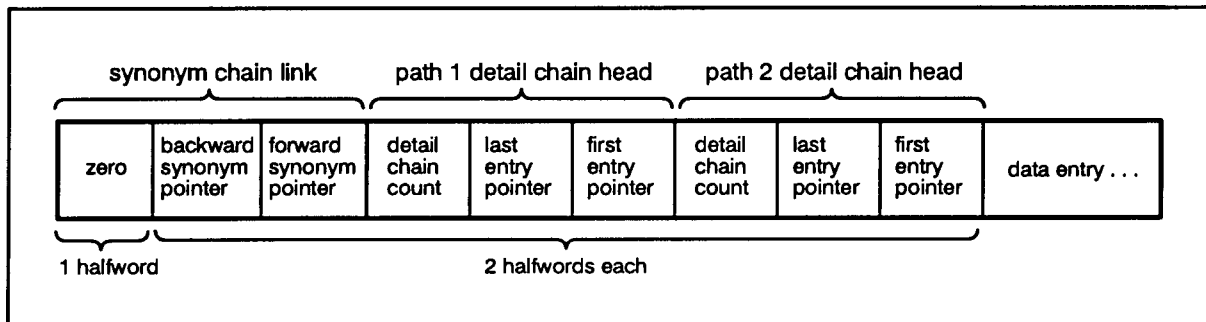 synonym chain link
path 1 detail chain head
path 2 detail chain head
zero
backward
synonym
pointer
forward
synonym
pointer
detail
chain
count
last
entry
pointer
first
entry
pointer
detail
chain
count
last
entry
pointer
first
entry
pointer
data entry . . .
1 halfword
2 halfwords each